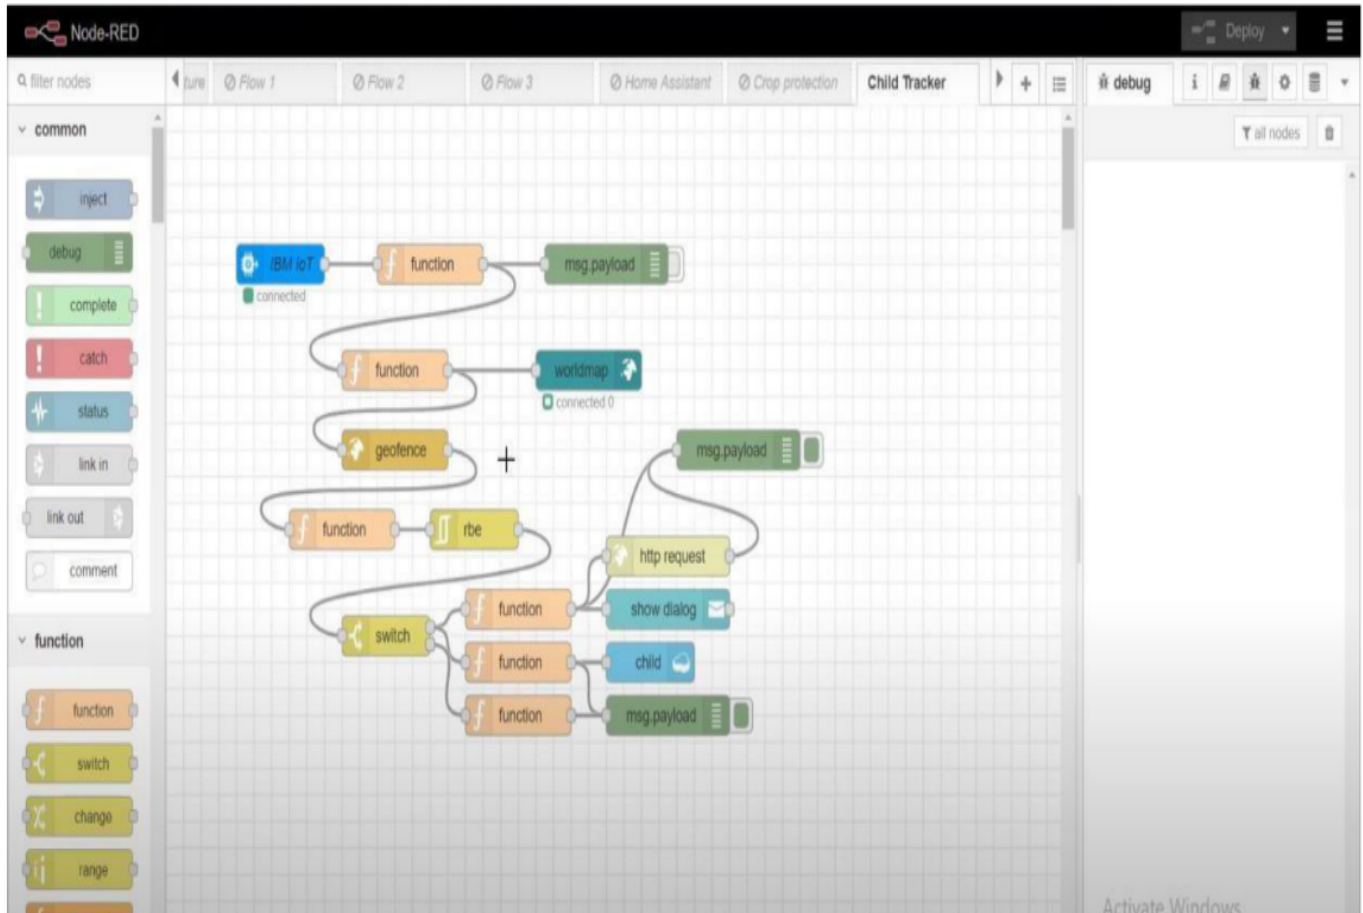 Node-RED
Deploy
filter nodes
ture
Flow 1
Flow 2
Flow 3
Home Assistant
Crop protection
Child Tracker
debug
i
all nodes
common
inject
debug
complete
catch
status
link in
link out
comment
function
function
switch
change
range
IBM IoT
connected
function
msg.payload
function
worldmap
connected 0
geofence
msg.payload
function
rbe
http request
switch
function
show dialog
function
child
function
msg.payload
Activate Windows